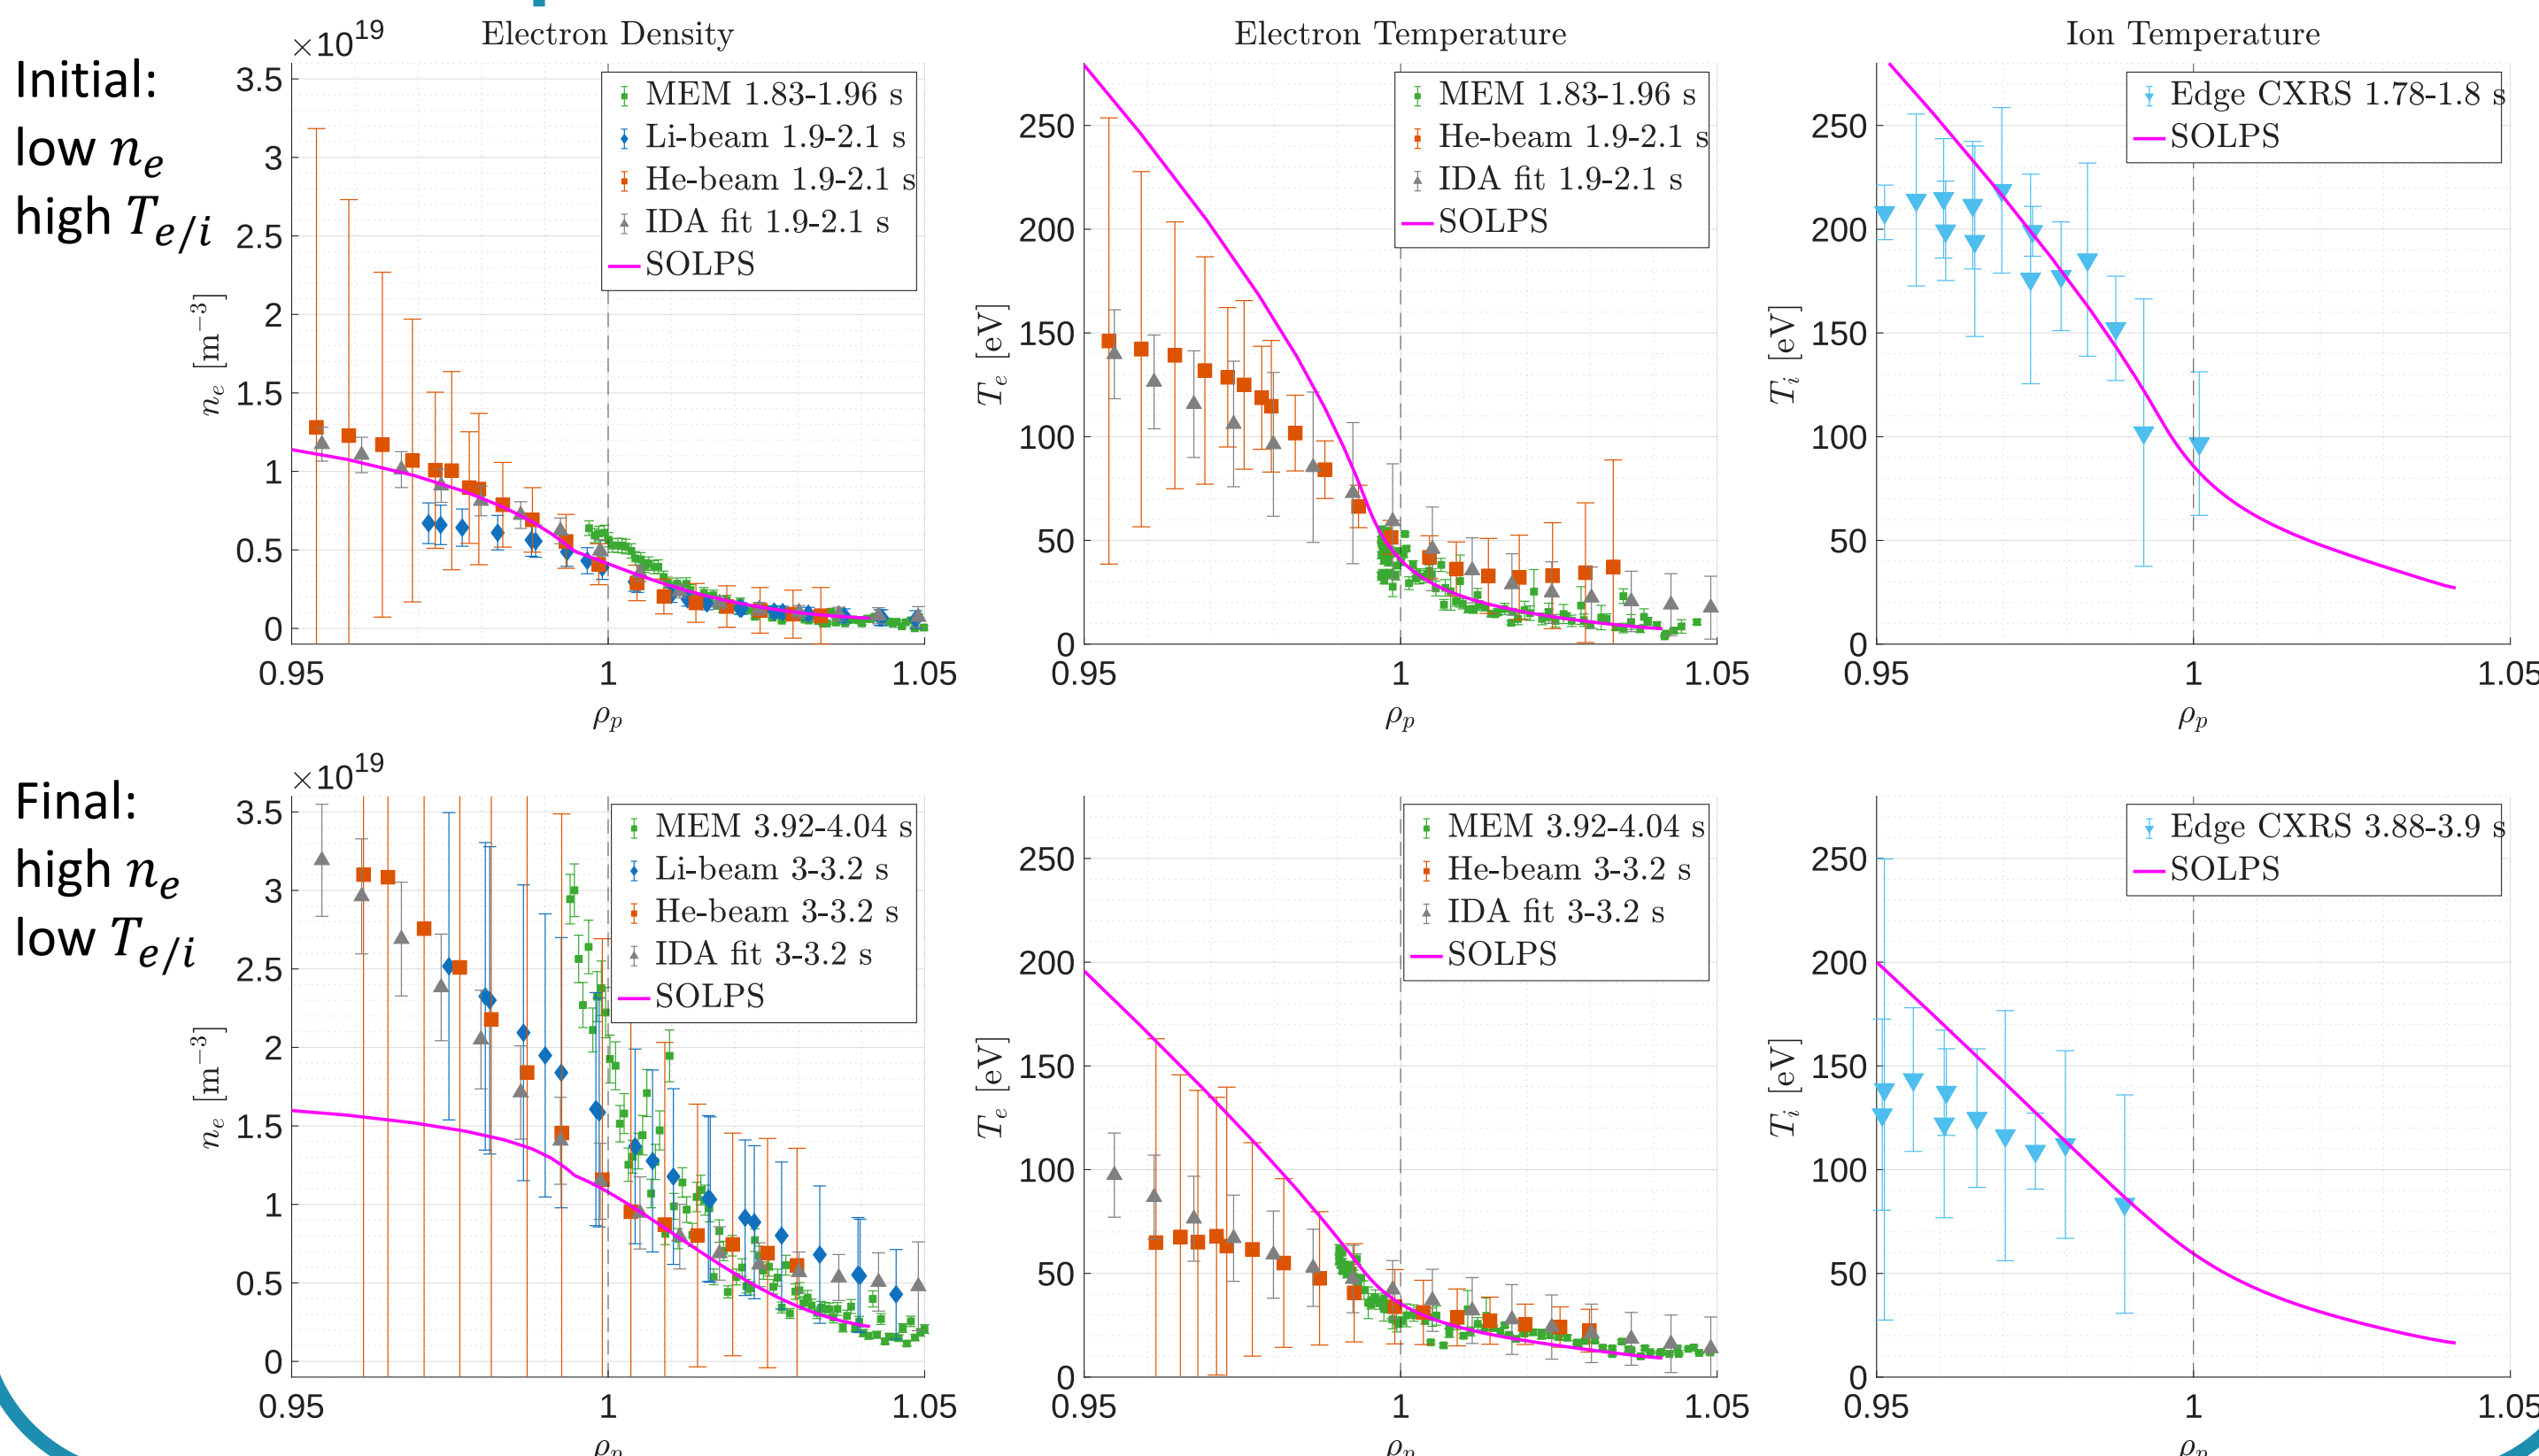 Initial:
low n_e
high T_{e/i}
Electron Density
×10^19
3.5
3
2.5
2
1.5
1
0.5
0
n_e [m^−3]
MEM 1.83-1.96 s
Li-beam 1.9-2.1 s
He-beam 1.9-2.1 s
IDA fit 1.9-2.1 s
SOLPS
0.95
1
1.05
ρ_p
Electron Temperature
250
200
150
100
50
0
T_e [eV]
MEM 1.83-1.96 s
He-beam 1.9-2.1 s
IDA fit 1.9-2.1 s
SOLPS
0.95
1
1.05
ρ_p
Ion Temperature
250
200
150
100
50
0
T_i [eV]
Edge CXRS 1.78-1.8 s
SOLPS
0.95
1
1.05
ρ_p
Final:
high n_e
low T_{e/i}
×10^19
3.5
3
2.5
2
1.5
1
0.5
0
n_e [m^−3]
MEM 3.92-4.04 s
Li-beam 3-3.2 s
He-beam 3-3.2 s
IDA fit 3-3.2 s
SOLPS
0.95
1
1.05
ρ_p
250
200
150
100
50
0
T_e [eV]
MEM 3.92-4.04 s
He-beam 3-3.2 s
IDA fit 3-3.2 s
SOLPS
0.95
1
1.05
ρ_p
250
200
150
100
50
0
T_i [eV]
Edge CXRS 3.88-3.9 s
SOLPS
0.95
1
1.05
ρ_p